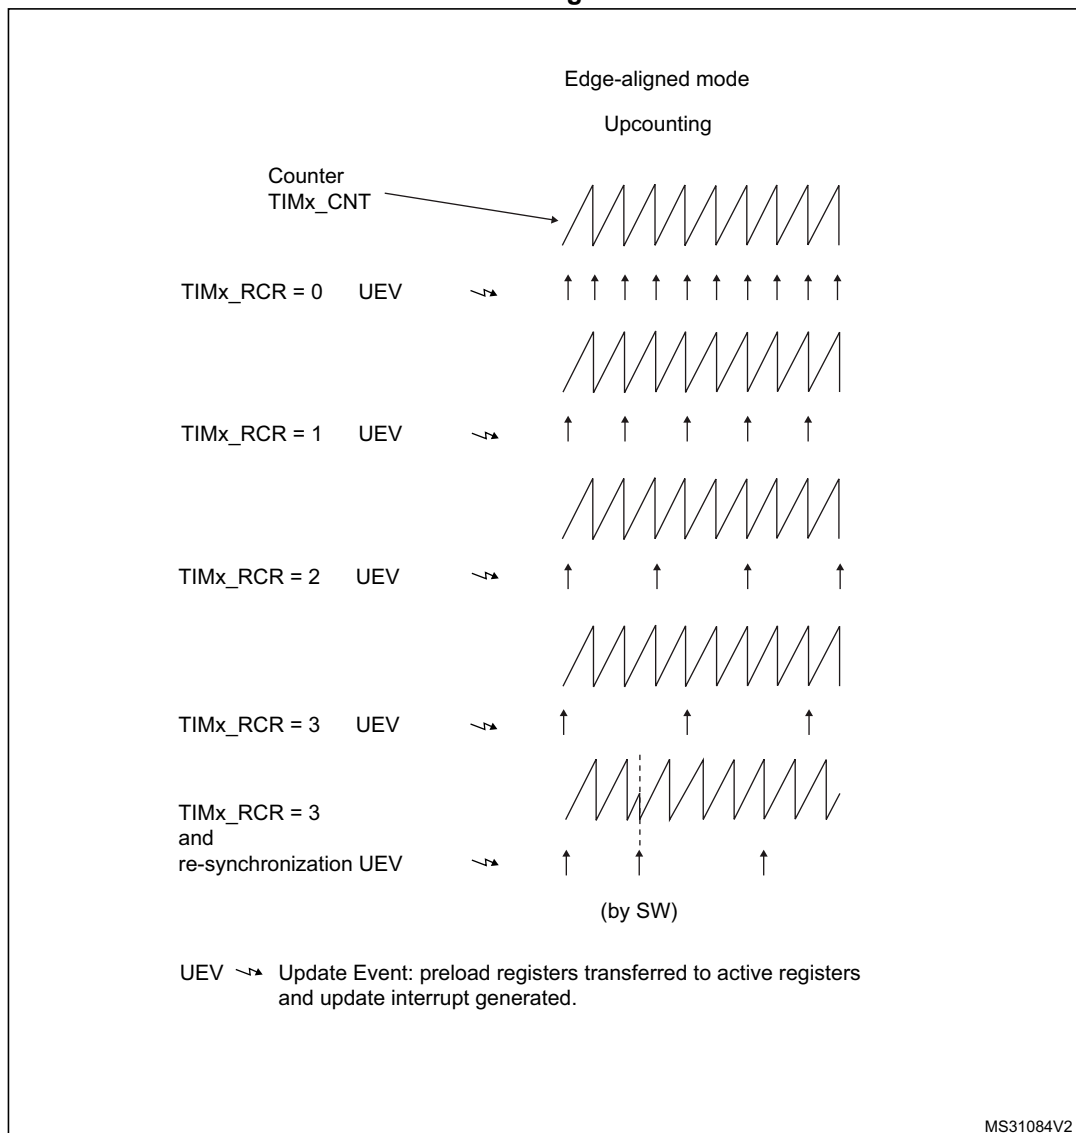 Edge-aligned mode
Upcounting
Counter
TIMx_CNT
TIMx_RCR = 0 UEV
TIMx_RCR = 1 UEV
TIMx_RCR = 2 UEV
TIMx_RCR = 3 UEV
TIMx_RCR = 3
and
re-synchronization UEV
(by SW)
UEV Update Event: preload registers transferred to active registers
and update interrupt generated.
MS31084V2